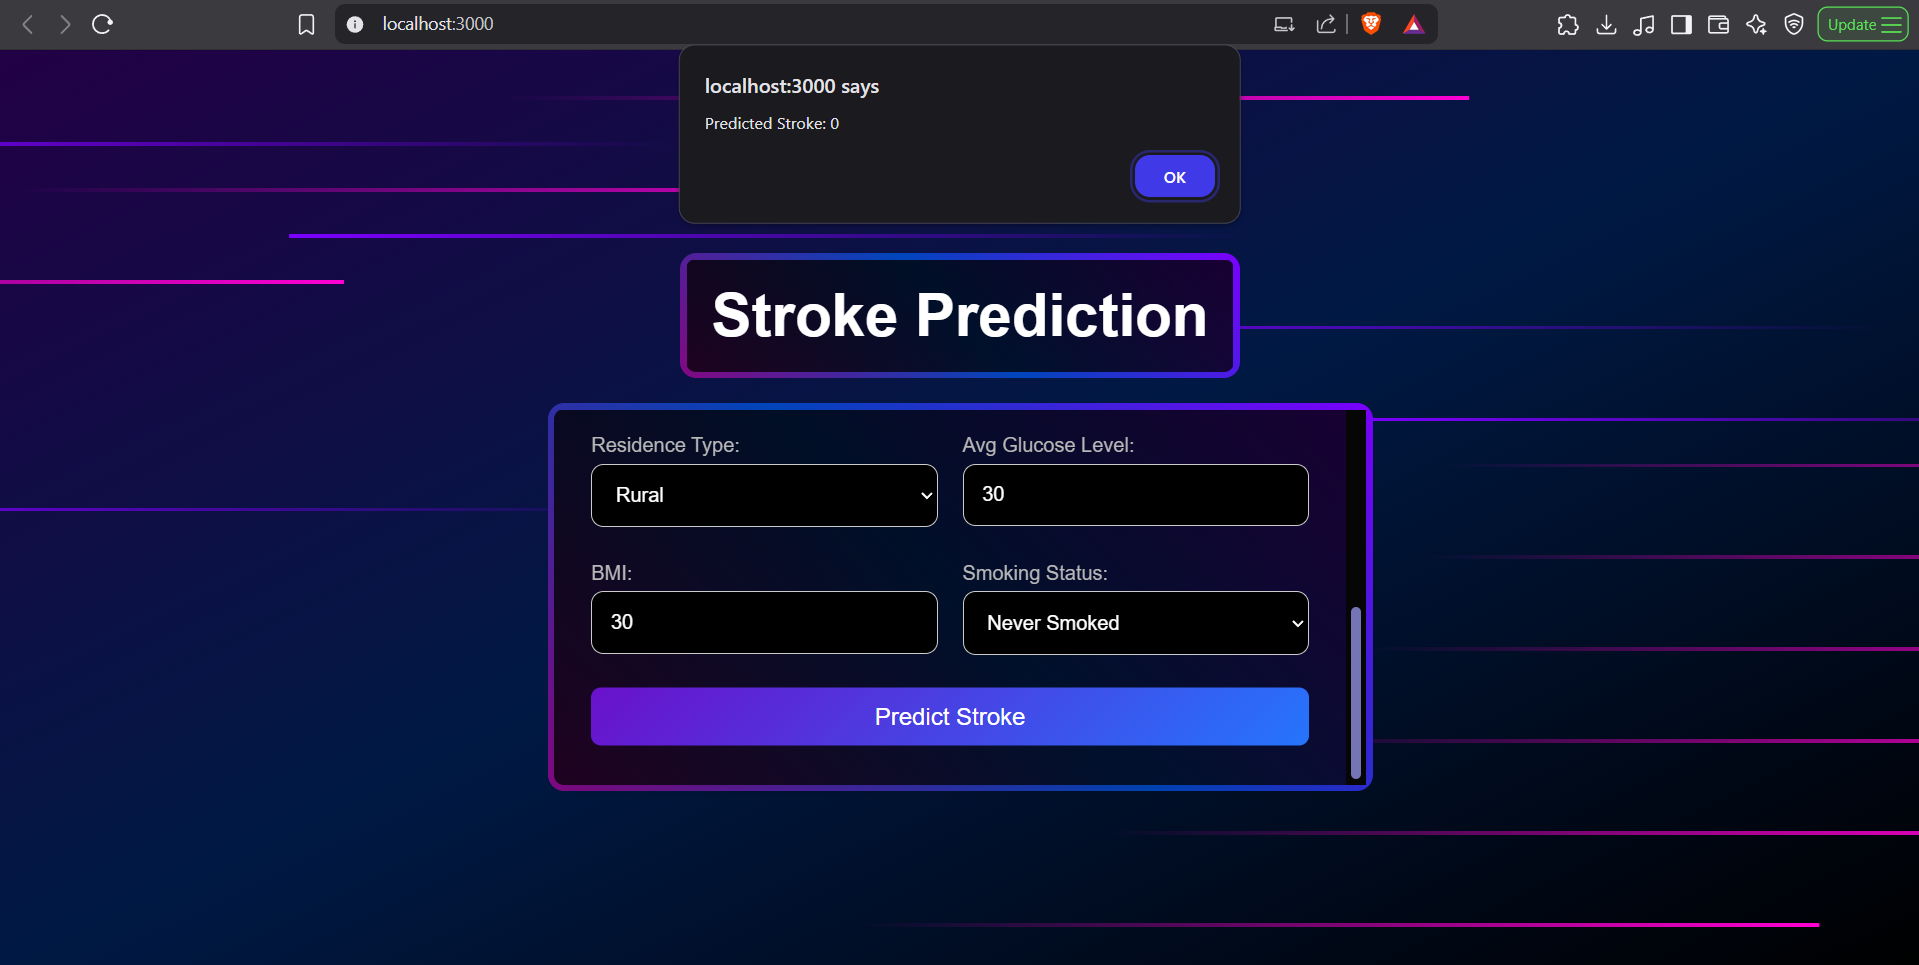 localhost:3000
Update
localhost:3000 says
Predicted Stroke: 0
OK
Stroke Prediction
Residence Type:
Avg Glucose Level:
Rural
30
BMI:
Smoking Status:
30
Never Smoked
Predict Stroke